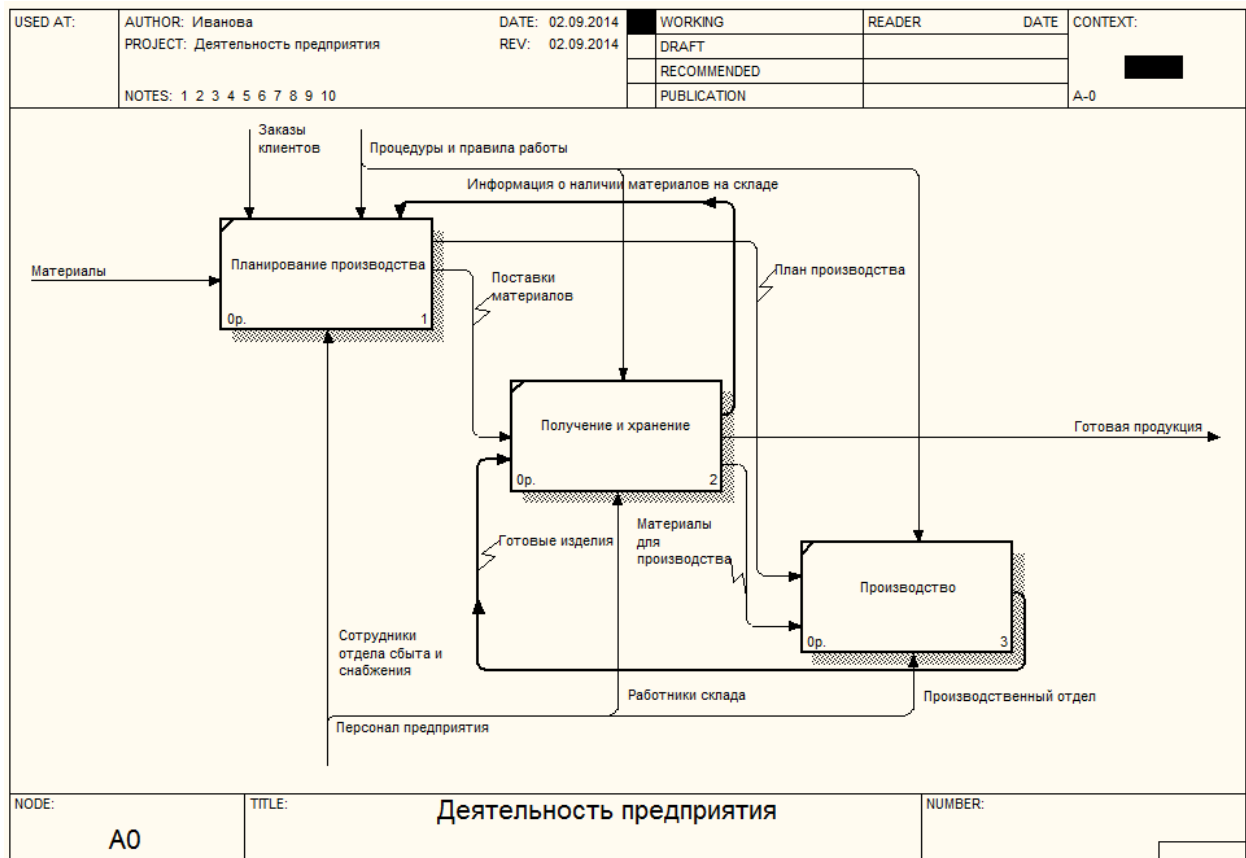 USED AT:
AUTHOR: Иванова
DATE: 02.09.2014
WORKING
READER
DATE
CONTEXT:
PROJECT: Деятельность предприятия
REV: 02.09.2014
DRAFT
RECOMMENDED
NOTES: 1 2 3 4 5 6 7 8 9 10
PUBLICATION
A-0
Заказы
клиентов
Процедуры и правила работы
Информация о наличии материалов на складе
Материалы
Планирование производства
0р.
1
Поставки
материалов
План производства
Получение и хранение
0р.
2
Готовая продукция
Готовые изделия
Материалы
для
производства
Производство
0р.
3
Сотрудники
отдела сбыта и
снабжения
Работники склада
Производственный отдел
Персонал предприятия
NODE:
A0
TITLE:
Деятельность предприятия
NUMBER: